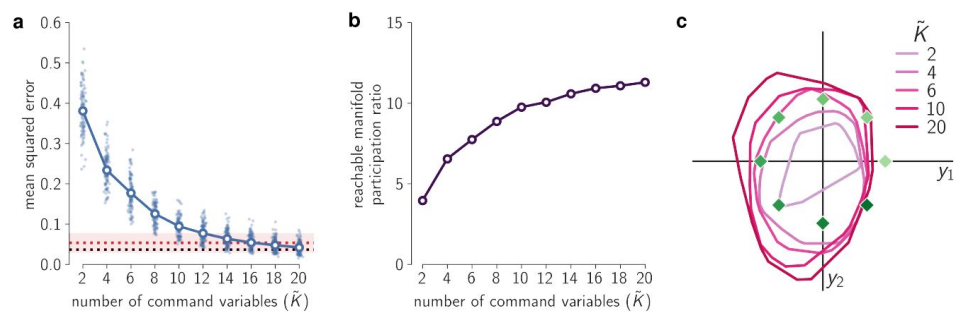 a
0.6
0.5
0.4
0.3
0.2
0.1
0.0
mean squared error
2 4 6 8 10 12 14 16 18 20
number of command variables (K̃)
b
15
10
5
0
reachable manifold
participation ratio
2 4 6 8 10 12 14 16 18 20
number of command variables (K̃)
c
K̃
2
4
6
10
20
y₁
y₂